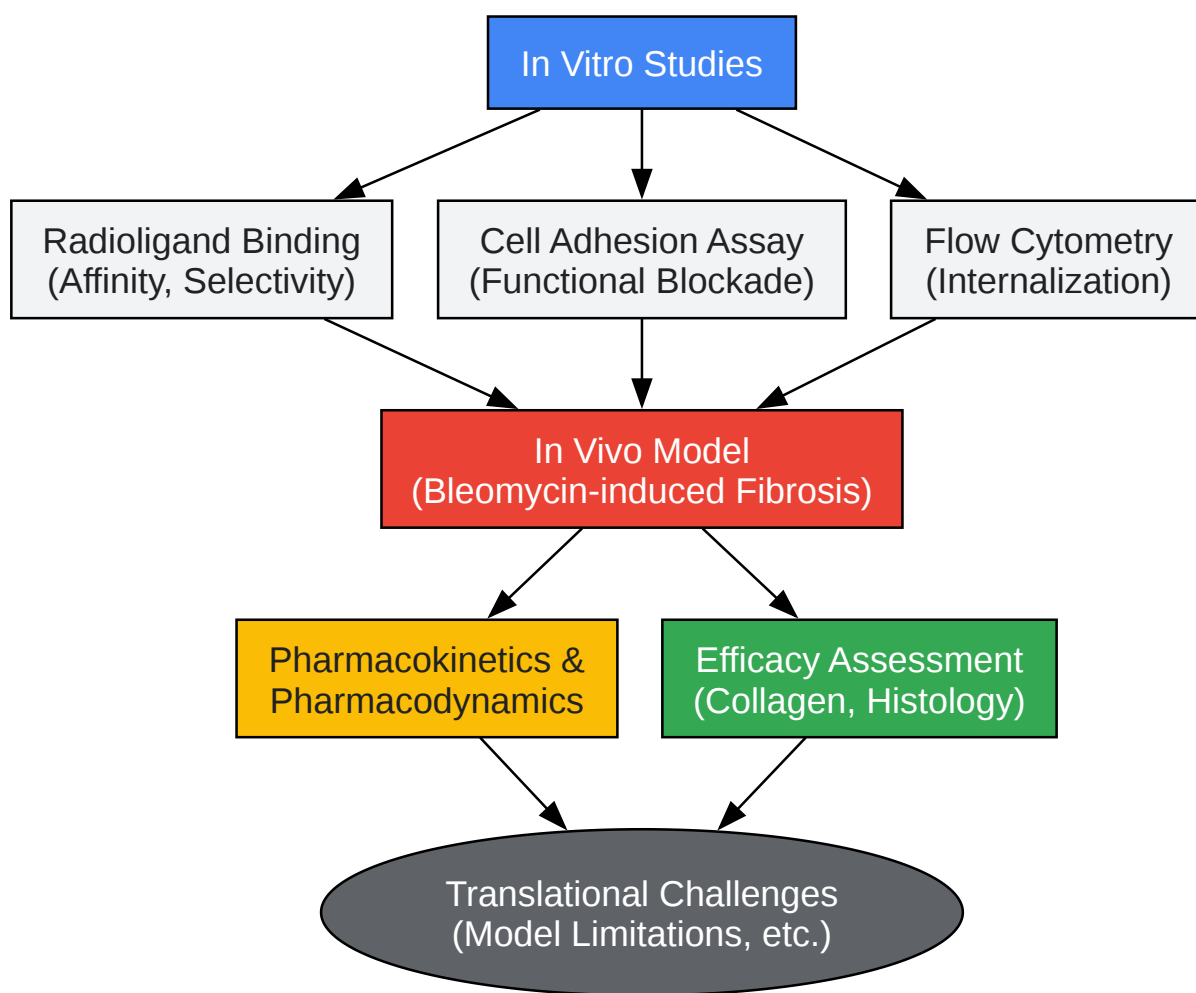 In Vitro Studies
Radioligand Binding
(Affinity, Selectivity)
Cell Adhesion Assay
(Functional Blockade)
Flow Cytometry
(Internalization)
In Vivo Model
(Bleomycin-induced Fibrosis)
Pharmacokinetics &
Pharmacodynamics
Efficacy Assessment
(Collagen, Histology)
Translational Challenges
(Model Limitations, etc.)